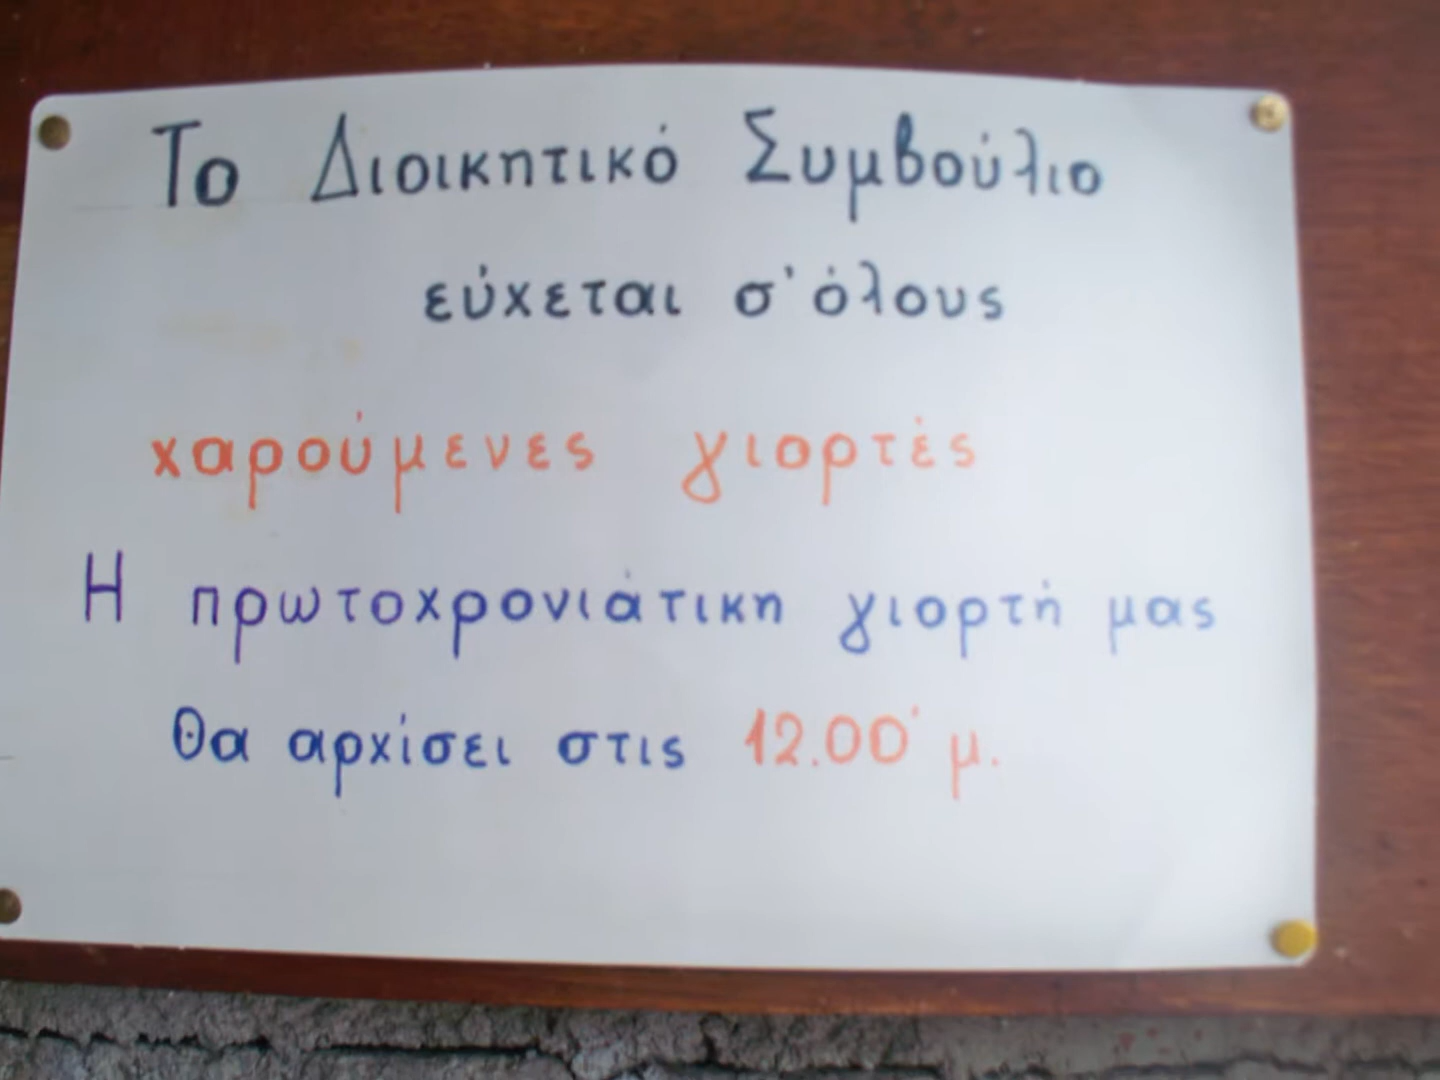 Το Διοικητικό Συμβούλιο
εύχεται σ' όλους
χαρούμενες γιορτές
Η πρωτοχρονιάτικη γιορτή μας
θα αρχίσει στις 12.00' μ.